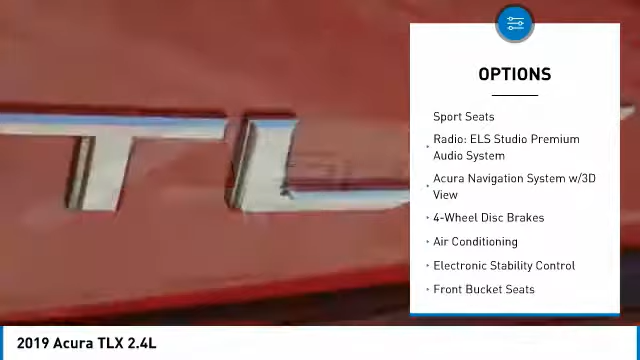 TL
OPTIONS
Sport Seats
Radio: ELS Studio Premium
Audio System
Acura Navigation System w/3D
View
4-Wheel Disc Brakes
Air Conditioning
Electronic Stability Control
Front Bucket Seats
2019 Acura TLX 2.4L